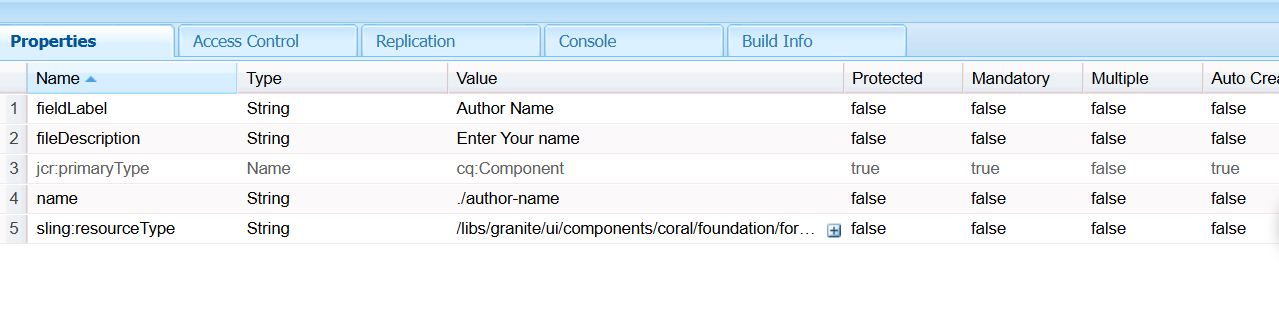 Properties Access Control Replication Console Build Info
Name Type Value Protected Mandatory Multiple Auto Crea
1 fieldLabel String Author Name false false false false
2 fileDescription String Enter Your name false false false false
3 jcr:primaryType Name cq:Component true true false true
4 name String ./author-name false false false false
5 sling:resourceType String /libs/granite/ui/components/coral/foundation/for... false false false false